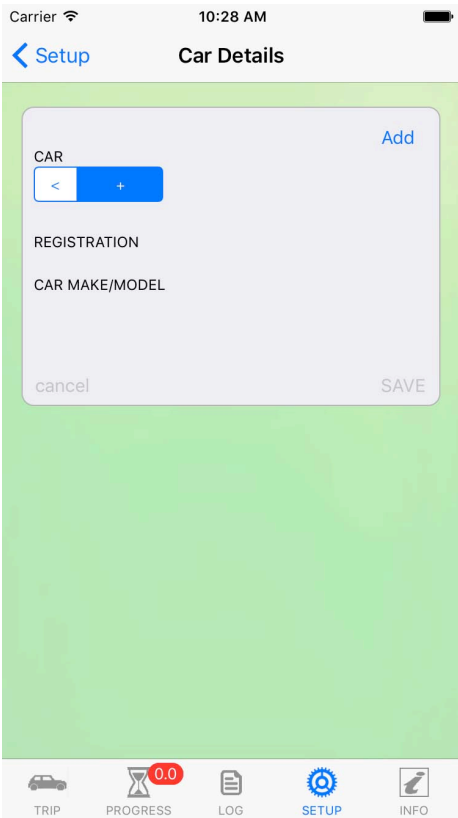 Carrier 10:28 AM
Setup Car Details
Add
CAR
< +
REGISTRATION
CAR MAKE/MODEL
cancel SAVE
0.0
TRIP PROGRESS LOG SETUP INFO